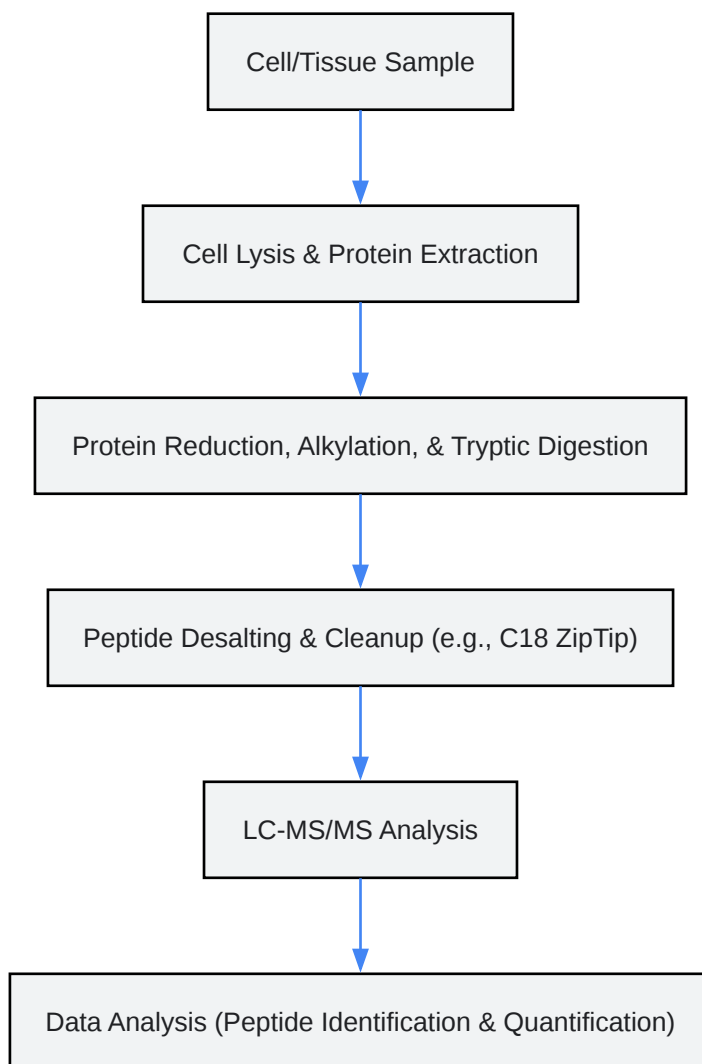 Cell/Tissue Sample
Cell Lysis & Protein Extraction
Protein Reduction, Alkylation, & Tryptic Digestion
Peptide Desalting & Cleanup (e.g., C18 ZipTip)
LC-MS/MS Analysis
Data Analysis (Peptide Identification & Quantification)